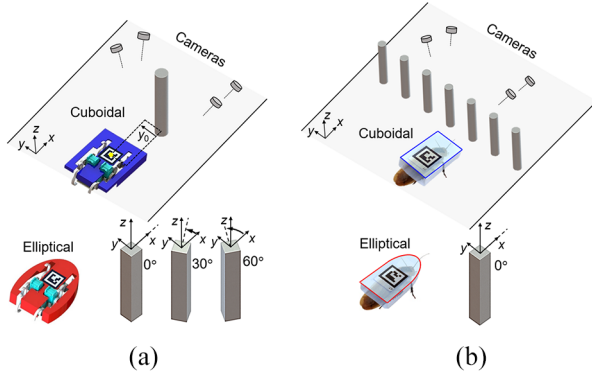 Cameras
Cuboidal
y₀
z
y
x
Elliptical
z
y
x
0°
x
30°
z
y
x
60°
(a)
Cameras
Cuboidal
z
y
x
Elliptical
z
y
x
0°
(b)